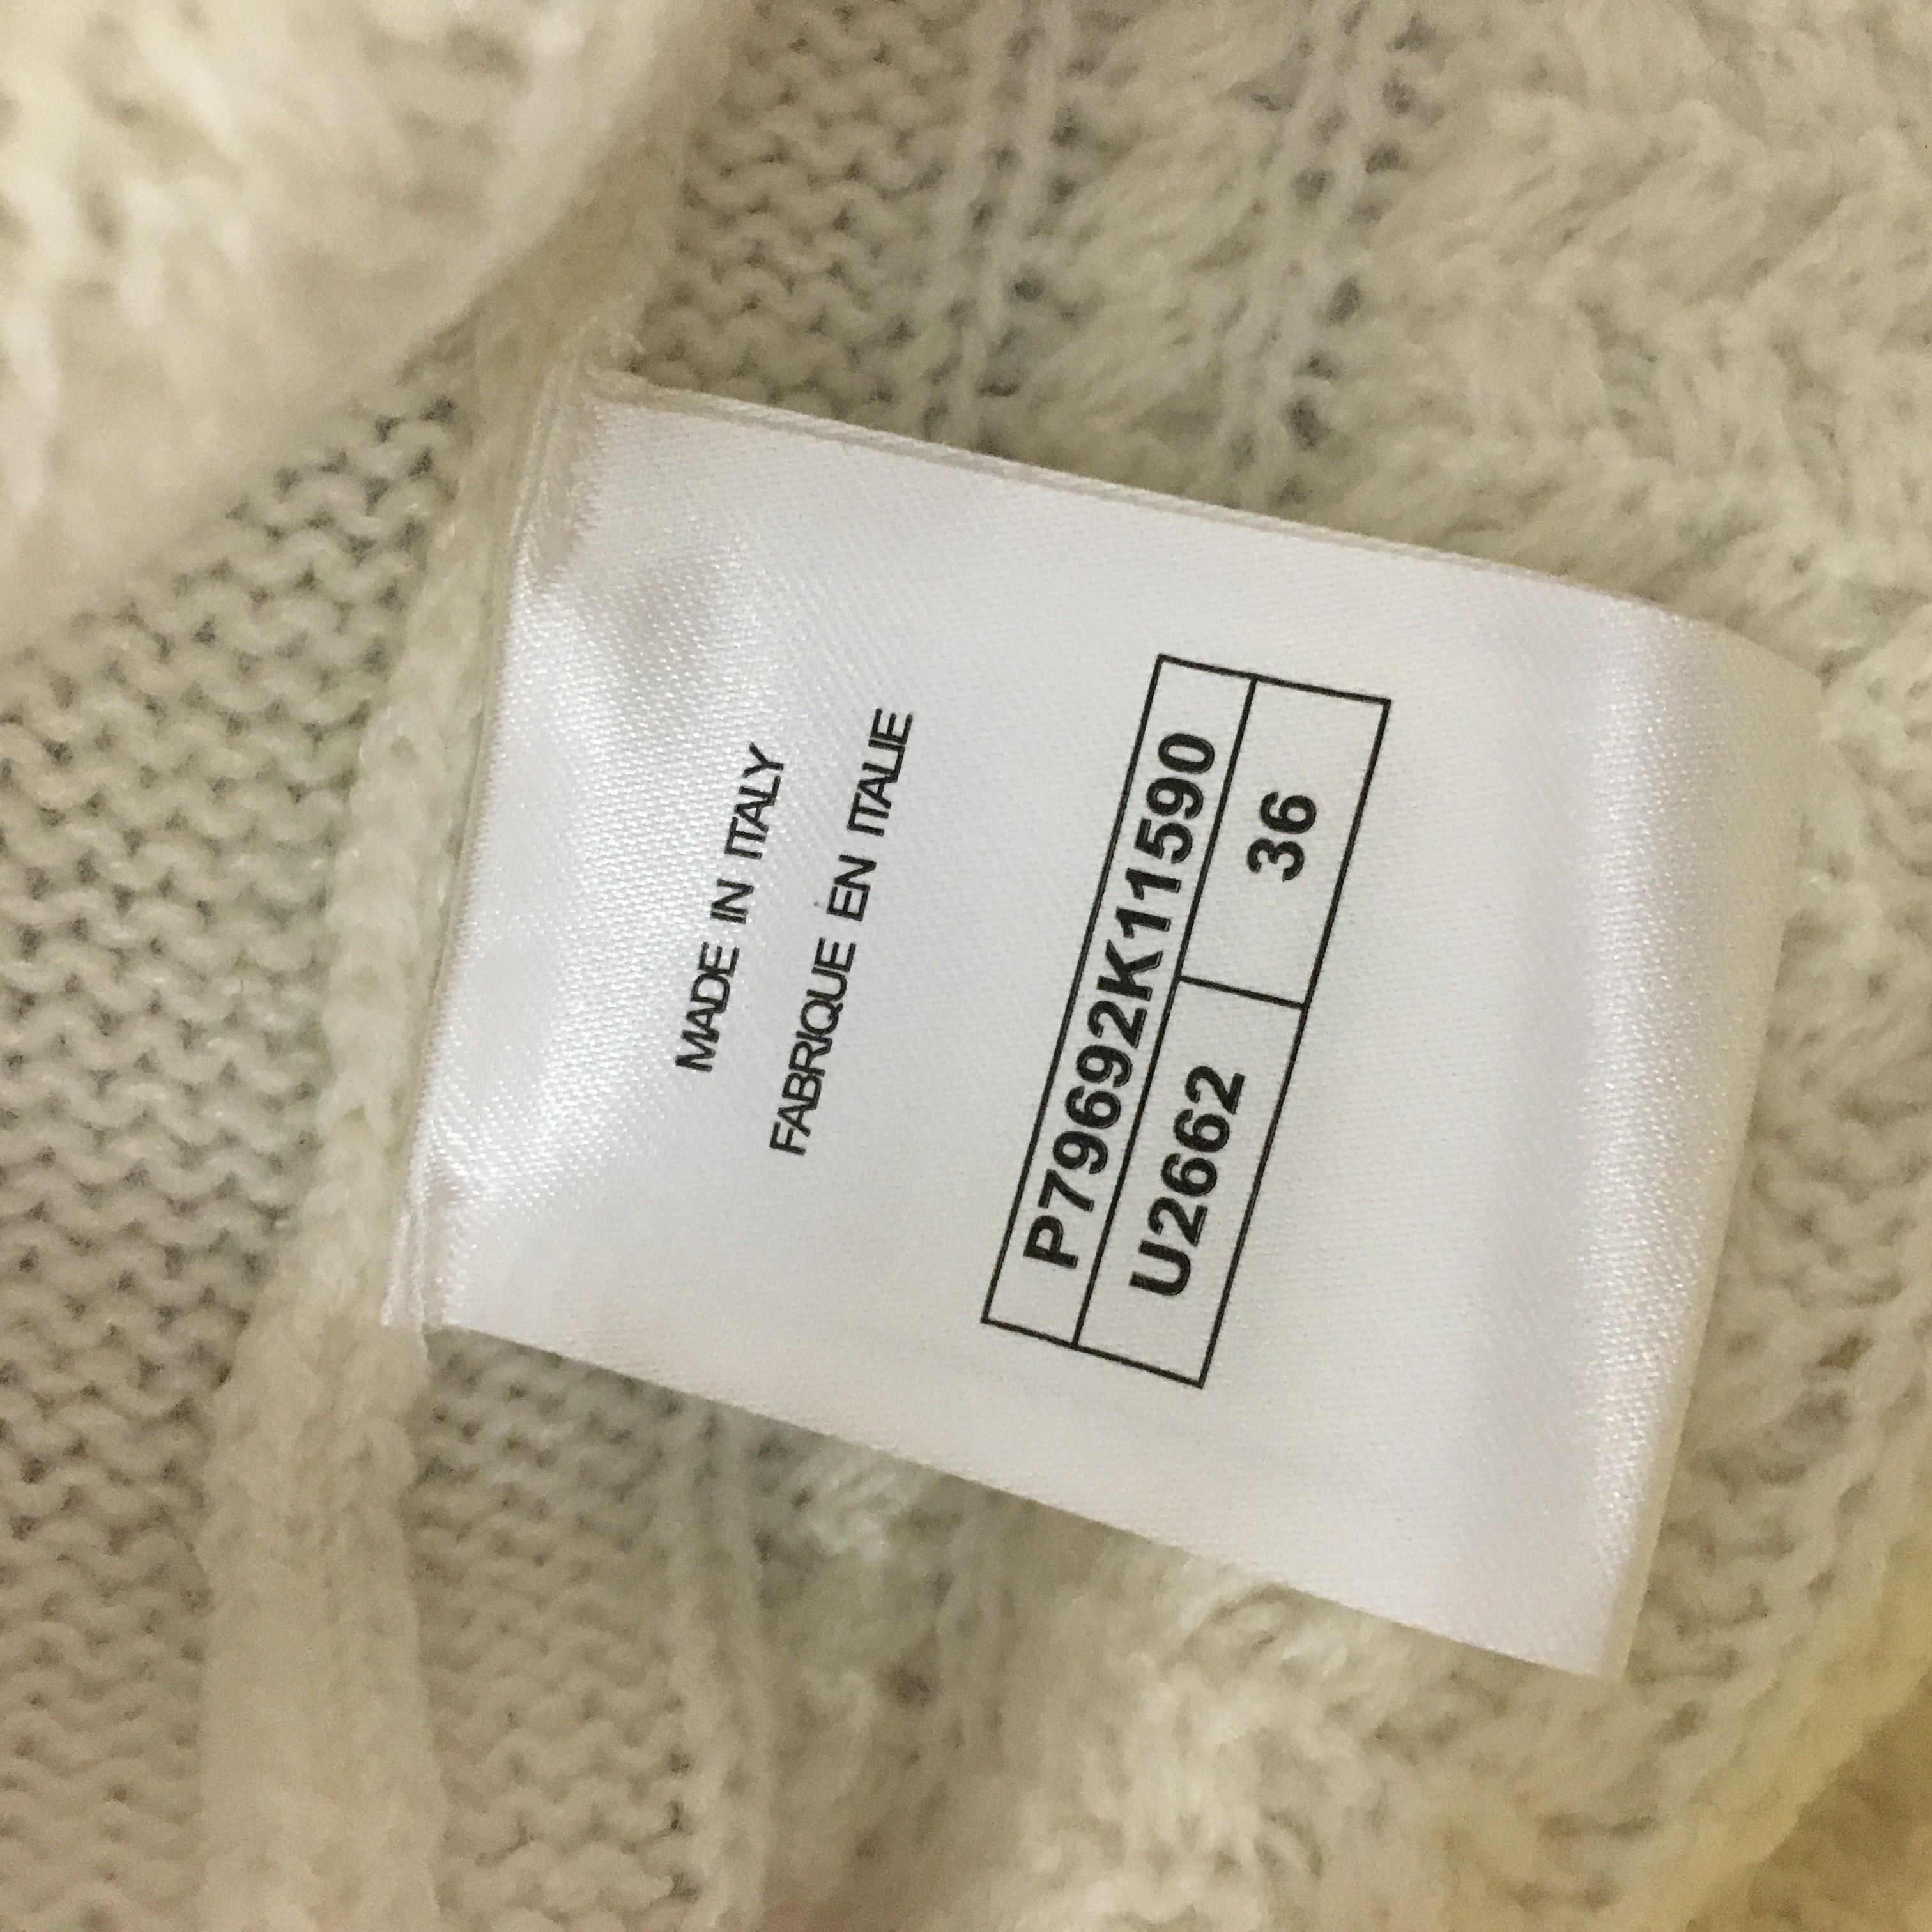 MADE IN ITALY
FABRIQUE EN ITALIE
P79692K11590
U2662 36